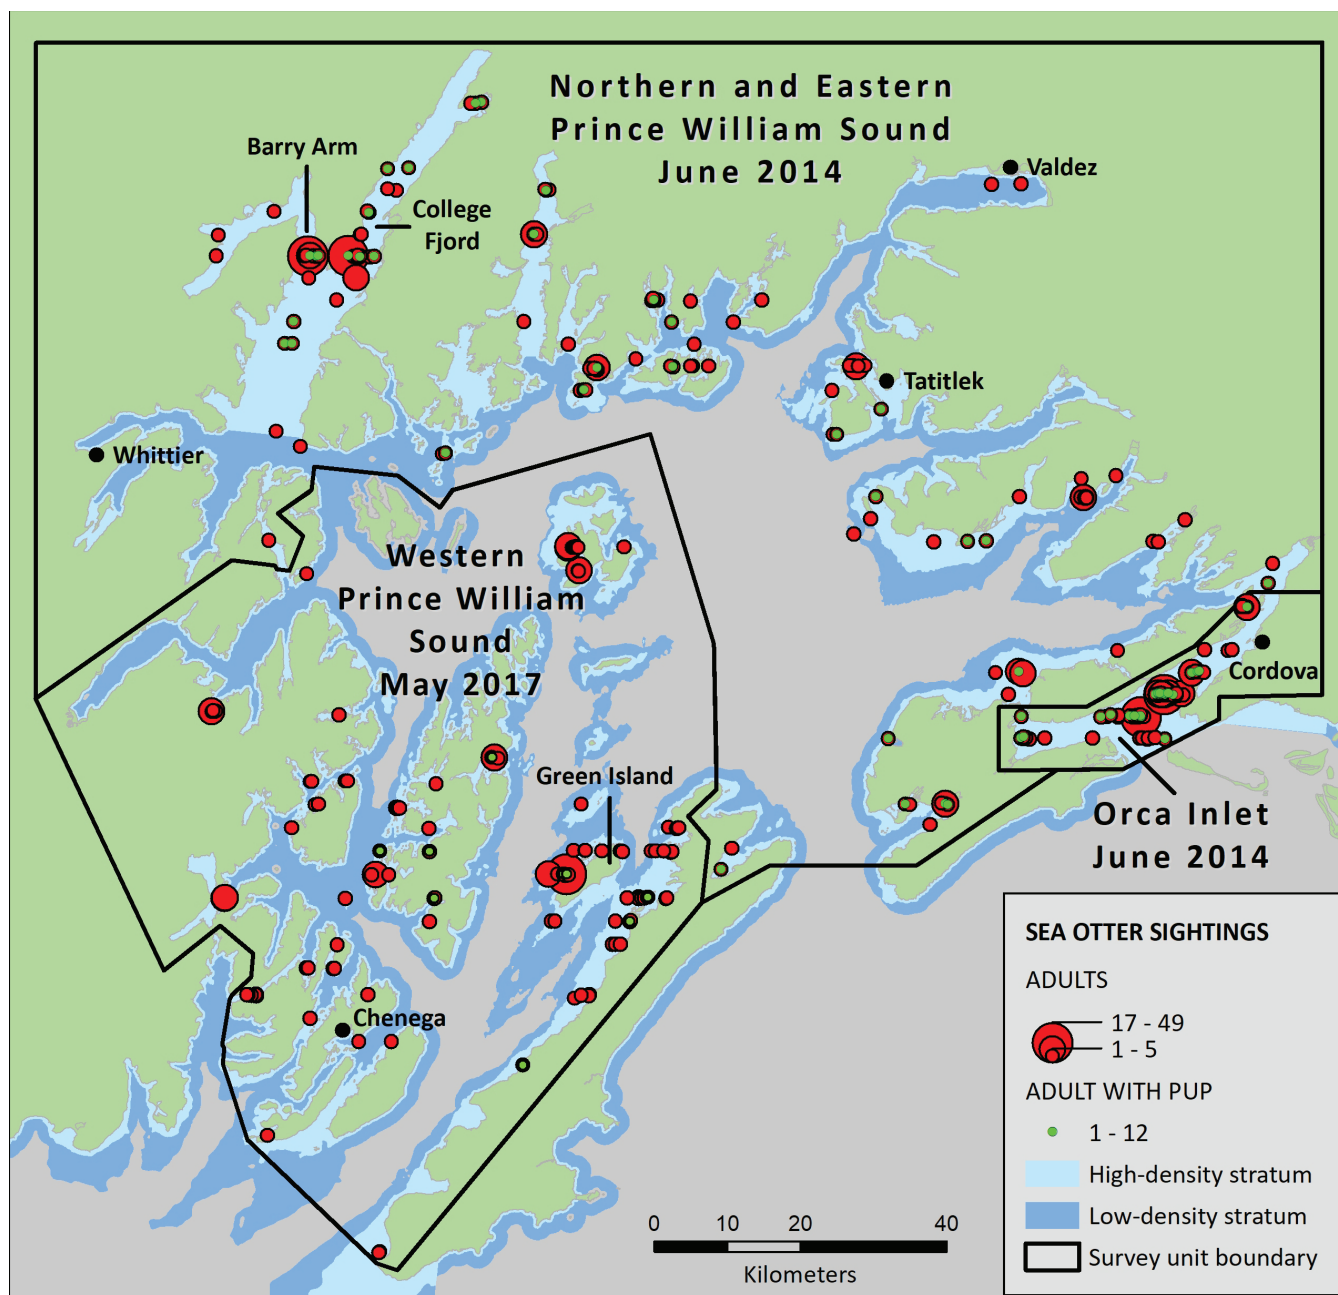 Northern and Eastern
Prince William Sound
June 2014
Barry Arm
Valdez
College
Fjord
Tatitlek
Whittier
Western
Prince William
Sound
May 2017
Cordova
Green Island
Orca Inlet
June 2014
Chenega
SEA OTTER SIGHTINGS
ADULTS
17 - 49
1 - 5
ADULT WITH PUP
1 - 12
High-density stratum
Low-density stratum
Survey unit boundary
0 10 20 40
Kilometers